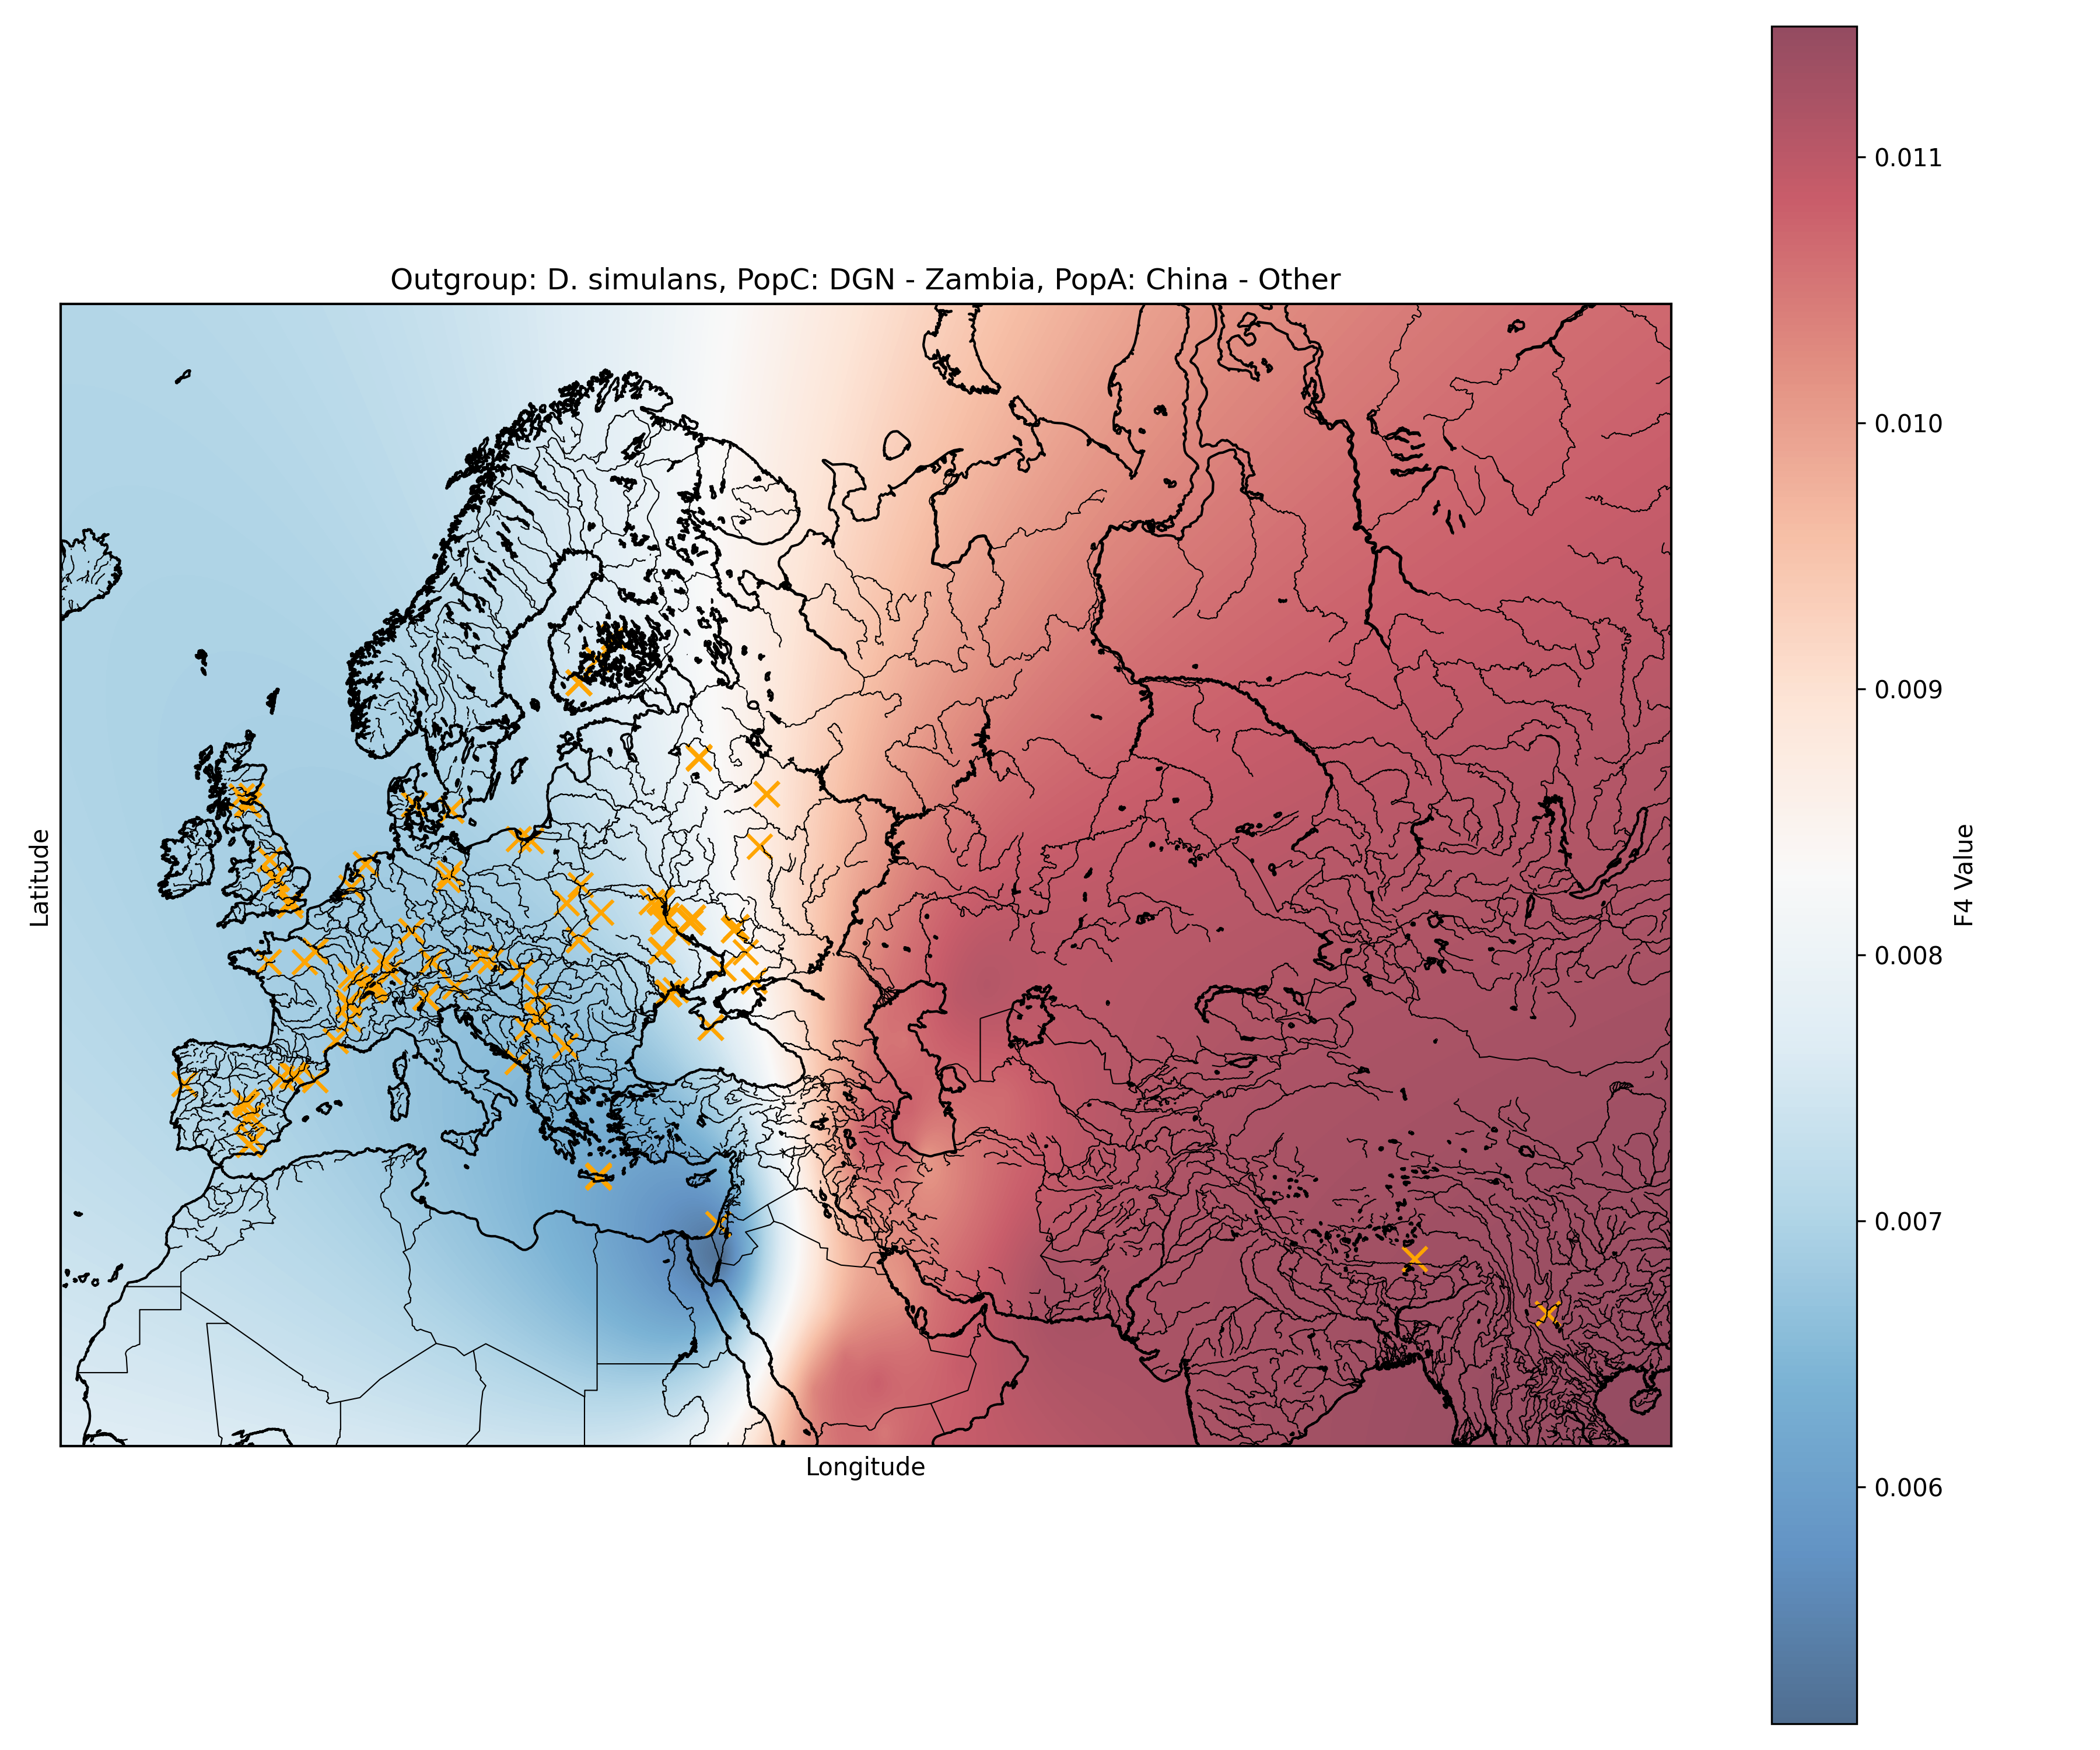 Outgroup: D. simulans, PopC: DGN - Zambia, PopA: China - Other
Latitude
Longitude
0.011
0.010
0.009
0.008
0.007
0.006
F4 Value